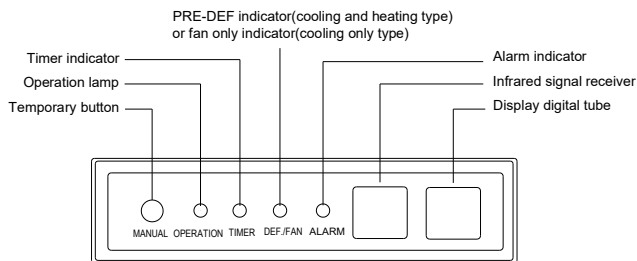 PRE-DEF indicator(cooling and heating type)
or fan only indicator(cooling only type)
Timer indicator
Operation lamp
Temporary button
Alarm indicator
Infrared signal receiver
Display digital tube
MANUAL OPERATION TIMER DEF./FAN ALARM